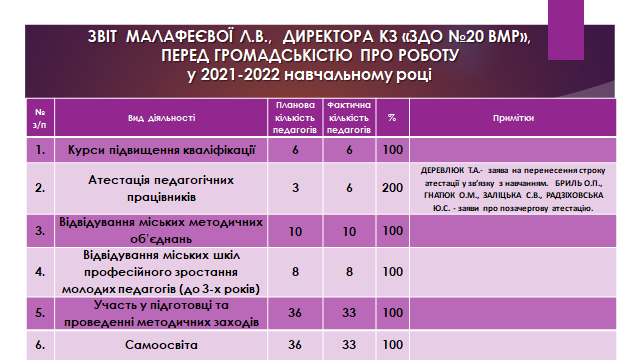 ЗВІТ МАЛАФЕЄВОЇ Л.В., ДИРЕКТОРА КЗ «ЗДО №20 ВМР»,
ПЕРЕД ГРОМАДСЬКІСТЮ ПРО РОБОТУ
у 2021-2022 навчальному році
№ з/п Вид діяльності Планова кількість педагогів Фактична кількість педагогів % Примітки
1. Курси підвищення кваліфікації 6 6 100
2. Атестація педагогічних працівників 3 6 200 ДЕРЕВЛЮК Т.А.- заява на перенесення строку
атестації у зв'язку з навчанням. БРИЛЬ О.П.,
ГНАТЮК О.М., ЗАЛІЦЬКА Є.В., РАДЗІХОВСЬКА
Ю.С. - заяви про позачергову атестацію.
3. Відвідування міських методичних
об'єднань 10 10 100
4. Відвідування міських шкіл
професійного зростання
молодих педагогів (до 3-х років) 8 8 100
5. Участь у підготовці та
проведенні методичних заходів 36 33 100
6. Самоосвіта 36 33 100